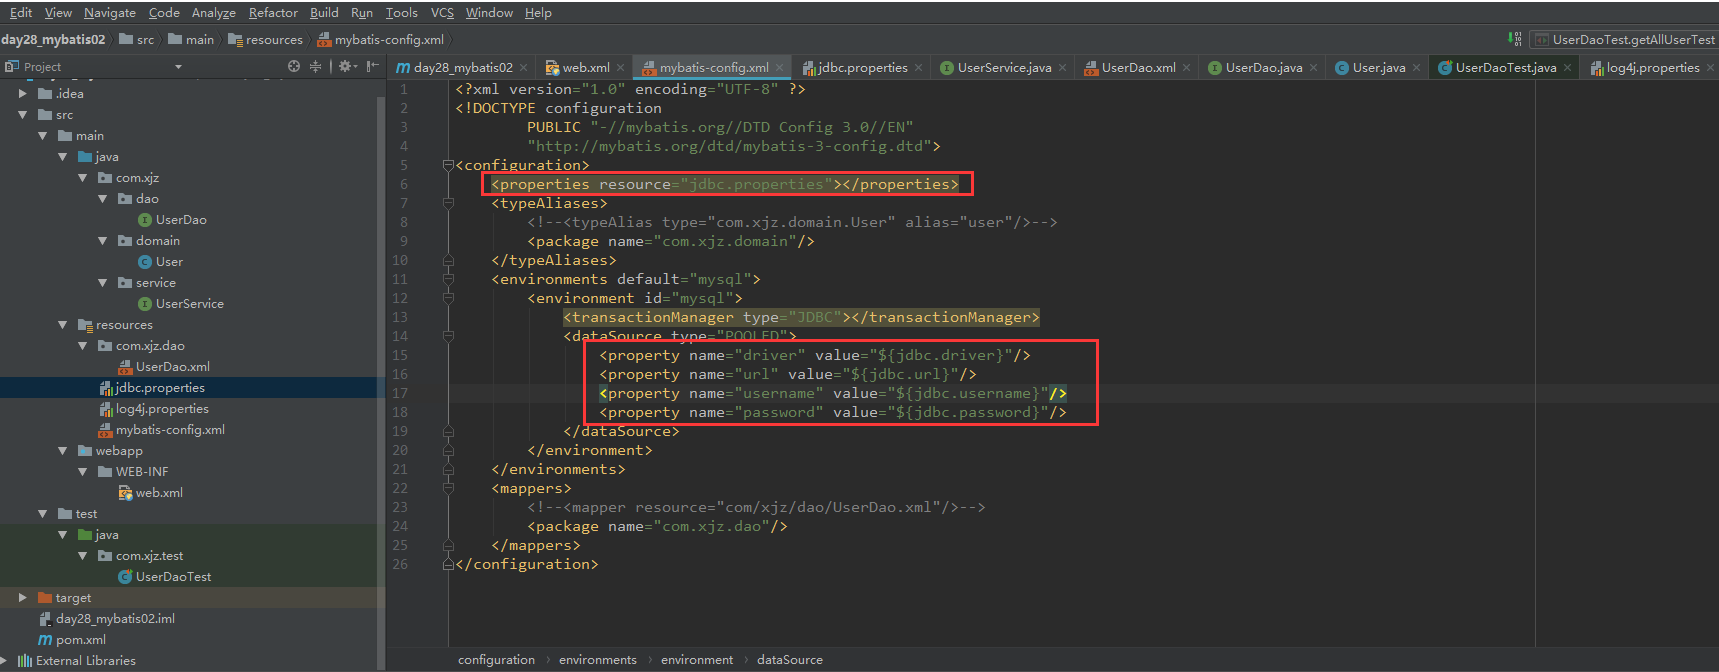 Edit View Navigate Code Analyze Refactor Build Run Tools VCS Window Help
day28_mybatis02 src main resources mybatis-config.xml UserDaoTest.getAllUserTest
Project
day28_mybatis02 web.xml mybatis-config.xml jdbc.properties UserService.java UserDao.xml UserDao.java User.java UserDaoTest.java log4j.properties
.idea
src
main
java
com.xjz
dao
UserDao
domain
User
service
UserService
resources
com.xjz.dao
UserDao.xml
jdbc.properties
log4j.properties
mybatis-config.xml
webapp
WEB-INF
web.xml
test
java
com.xjz.test
UserDaoTest
target
day28_mybatis02.iml
pom.xml
External Libraries
1 <?xml version="1.0" encoding="UTF-8" ?>
2 <!DOCTYPE configuration
3 PUBLIC "-//mybatis.org//DTD Config 3.0//EN"
4 "http://mybatis.org/dtd/mybatis-3-config.dtd">
5 <configuration>
6 <properties resource="jdbc.properties"></properties>
7 <typeAliases>
8 <!--<typeAlias type="com.xjz.domain.User" alias="user"/>-->
9 <package name="com.xjz.domain"/>
10 </typeAliases>
11 <environments default="mysql">
12 <environment id="mysql">
13 <transactionManager type="JDBC"></transactionManager>
14 <dataSource type="POOLED">
15 <property name="driver" value="${jdbc.driver}"/>
16 <property name="url" value="${jdbc.url}"/>
17 <property name="username" value="${jdbc.username}"/>
18 <property name="password" value="${jdbc.password}"/>
19 </dataSource>
20 </environment>
21 </environments>
22 <mappers>
23 <!--<mapper resource="com/xjz/dao/UserDao.xml"/>-->
24 <package name="com.xjz.dao"/>
25 </mappers>
26 </configuration>
configuration environments environment dataSource